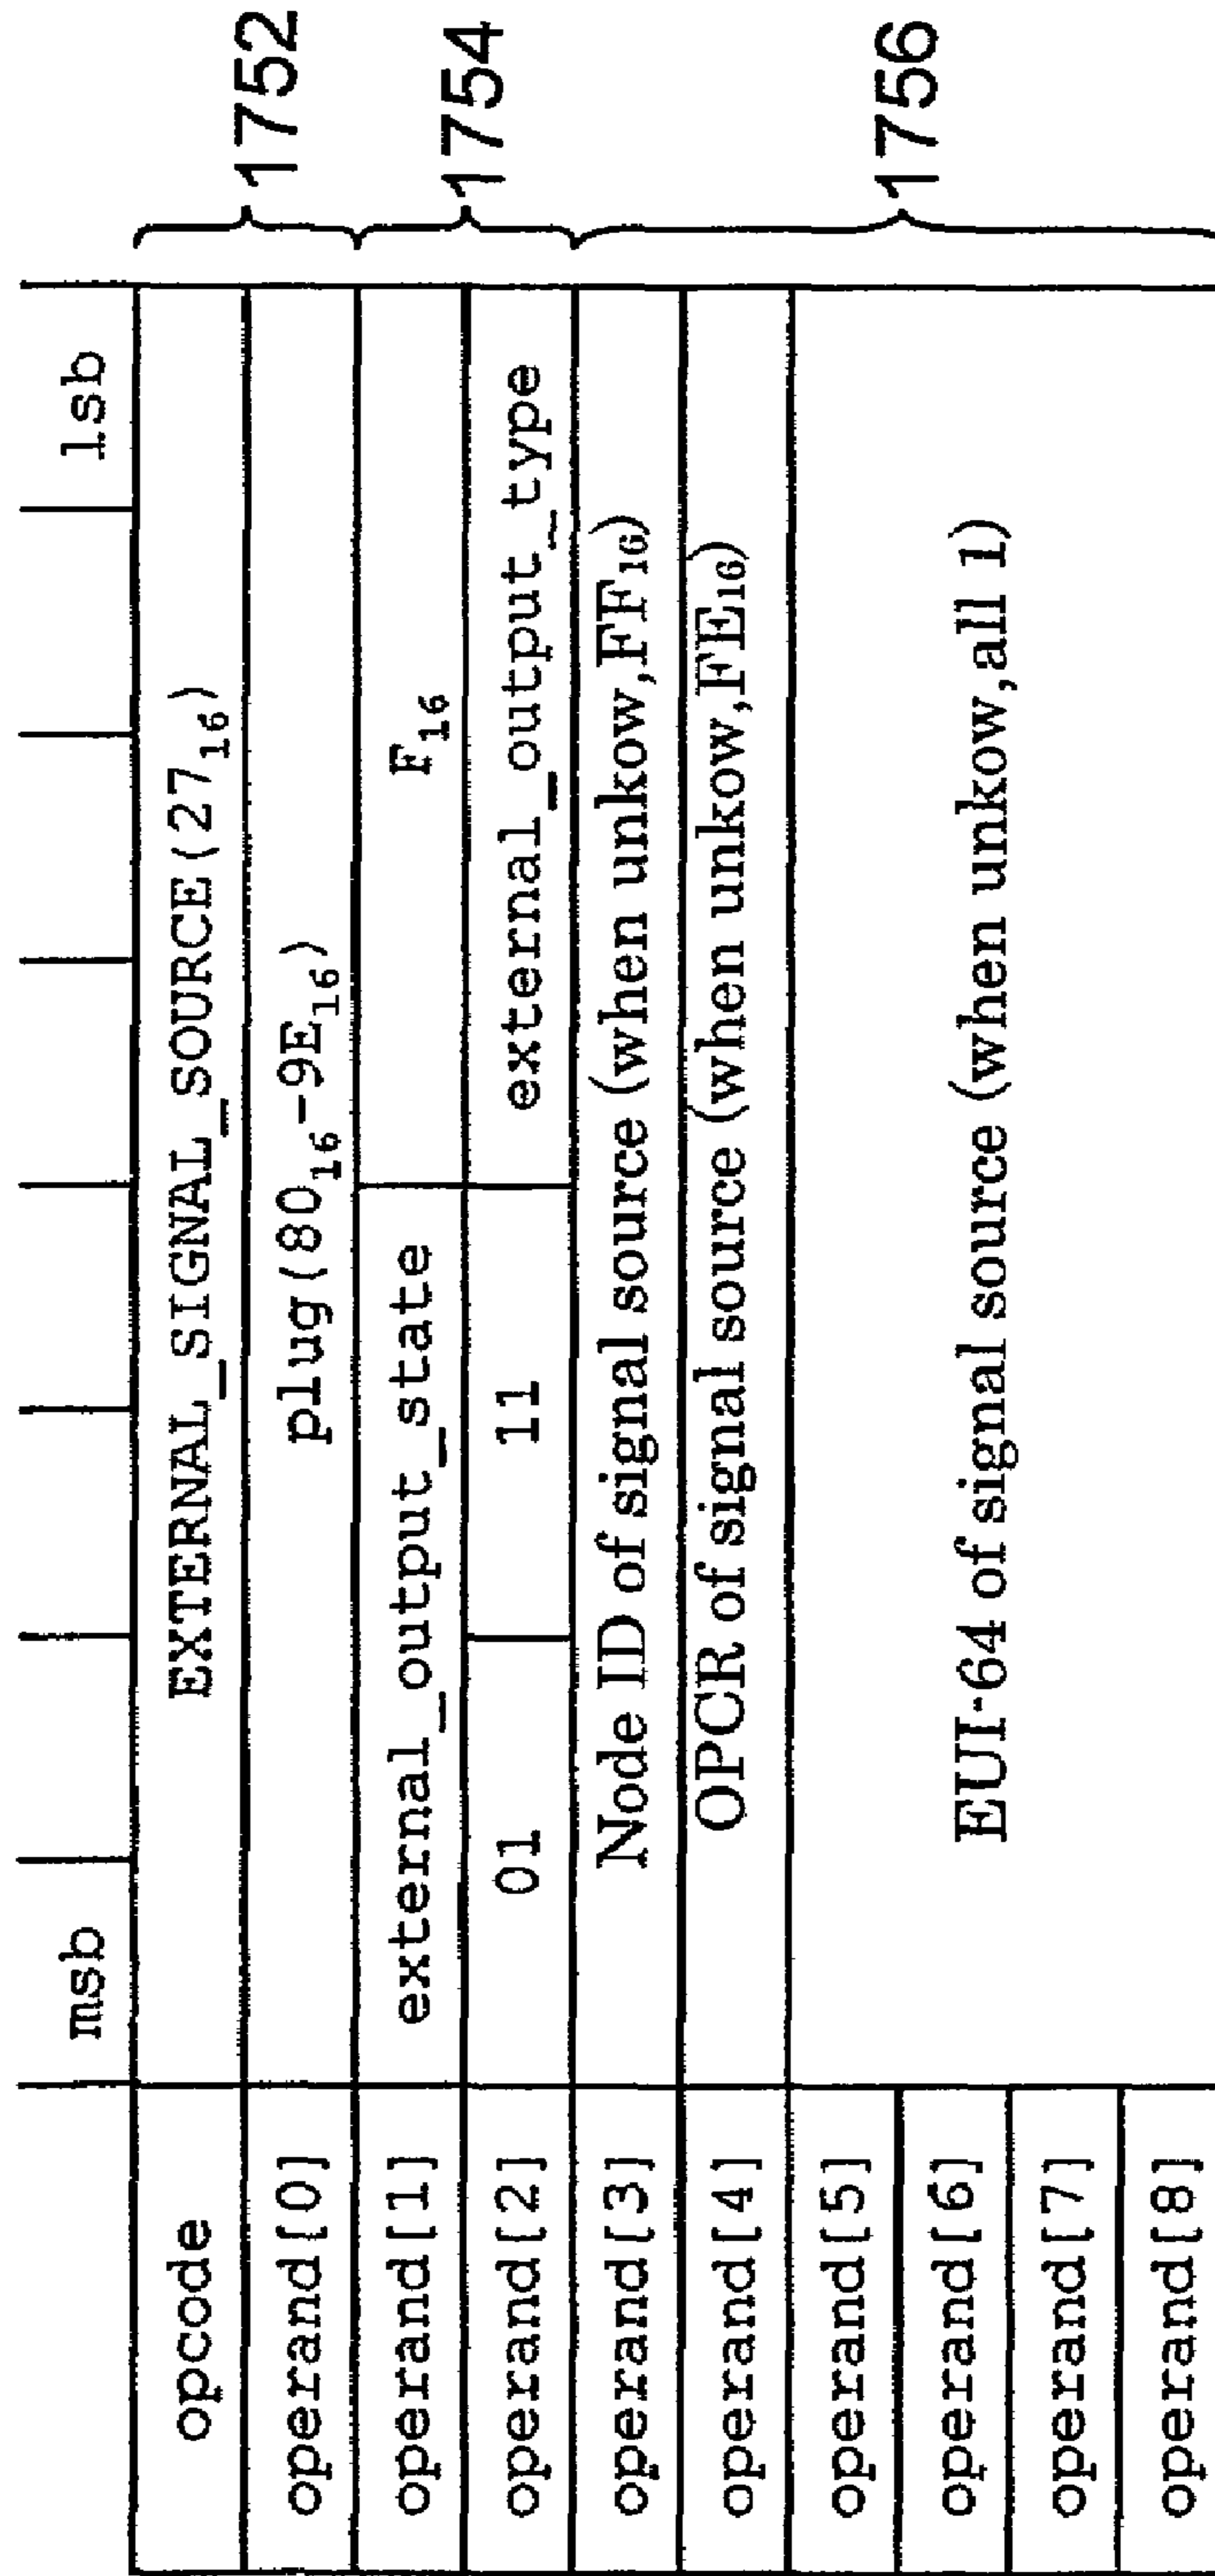 msb lsb
opcode EXTERNAL_SIGNAL_SOURCE(27₁₆)
operand[0] plug(80₁₆-9E₁₆)
1752
operand[1] external_output_state F₁₆
operand[2] 01 11 external_output_type
1754
operand[3] Node ID of signal source (when unkow,FF₁₆)
operand[4] OPCR of signal source (when unkow,FE₁₆)
operand[5]
operand[6] EUI-64 of signal source (when unkow,all 1)
1756
operand[7]
operand[8]